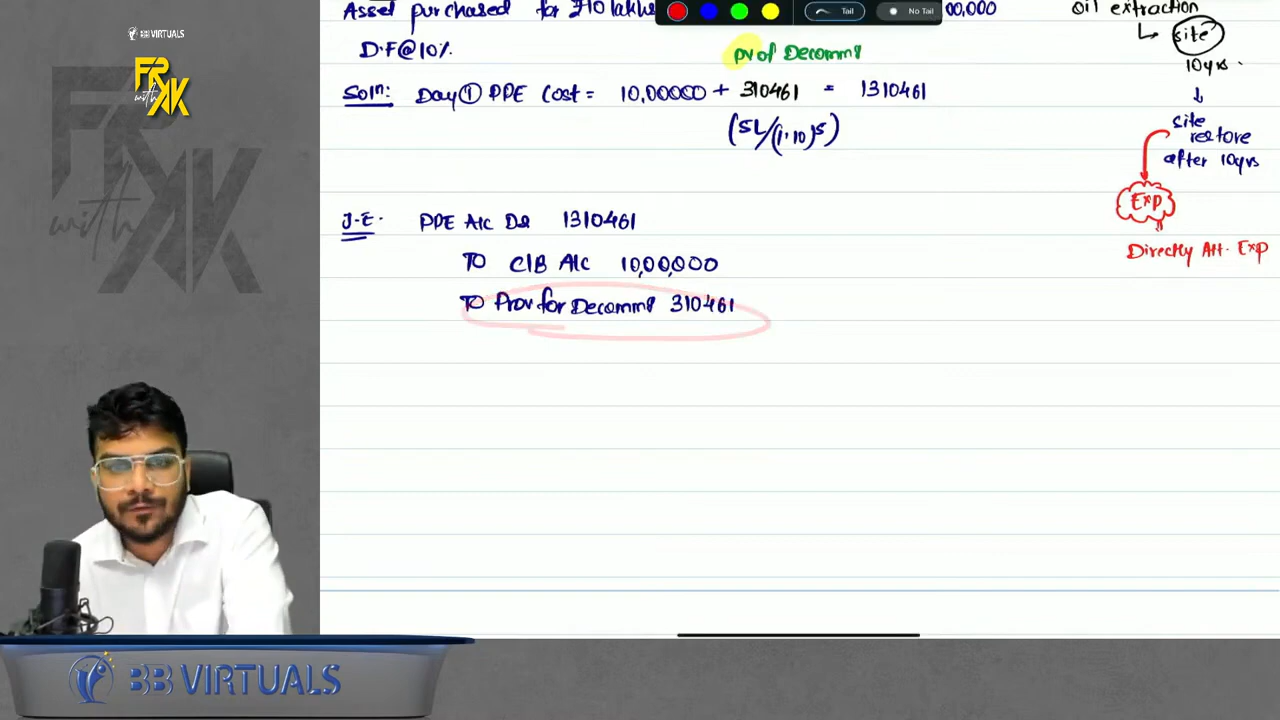 BB VIRTUALS
FR
with
AK
Asset purchased for ₹10 lakhs
Tail
No Tail
00,000
oil extraction
↳ site
10yrs.
D.F@10%.
pv of Decomm§
Soln: Day① PPE Cost = 10,00000 + 310461 = 1310461
(5L/(1.10)^5)
↓
site
restore
after 10yrs
Exp
Directly Att. Exp
J.E. PPE A/c Dr 1310461
To C/B A/c 10,00,000
To Prov for Decomm§ 310461
BB VIRTUALS